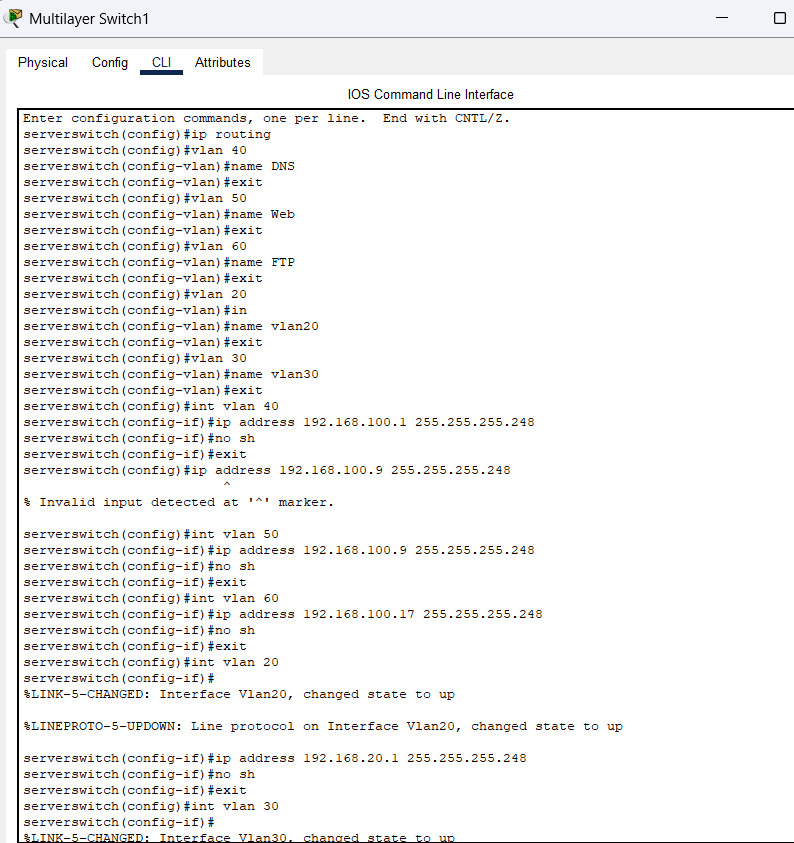 Multilayer Switch1
Physical Config CLI Attributes
IOS Command Line Interface
Enter configuration commands, one per line.  End with CNTL/Z.
serverswitch(config)#ip routing
serverswitch(config)#vlan 40
serverswitch(config-vlan)#name DNS
serverswitch(config-vlan)#exit
serverswitch(config)#vlan 50
serverswitch(config-vlan)#name Web
serverswitch(config-vlan)#exit
serverswitch(config)#vlan 60
serverswitch(config-vlan)#name FTP
serverswitch(config-vlan)#exit
serverswitch(config)#vlan 20
serverswitch(config-vlan)#in
serverswitch(config-vlan)#name vlan20
serverswitch(config-vlan)#exit
serverswitch(config)#vlan 30
serverswitch(config-vlan)#name vlan30
serverswitch(config-vlan)#exit
serverswitch(config)#int vlan 40
serverswitch(config-if)#ip address 192.168.100.1 255.255.255.248
serverswitch(config-if)#no sh
serverswitch(config-if)#exit
serverswitch(config)#ip address 192.168.100.9 255.255.255.248
^
% Invalid input detected at '^' marker.
serverswitch(config)#int vlan 50
serverswitch(config-if)#ip address 192.168.100.9 255.255.255.248
serverswitch(config-if)#no sh
serverswitch(config-if)#exit
serverswitch(config)#int vlan 60
serverswitch(config-if)#ip address 192.168.100.17 255.255.255.248
serverswitch(config-if)#no sh
serverswitch(config-if)#exit
serverswitch(config)#int vlan 20
serverswitch(config-if)#
%LINK-5-CHANGED: Interface Vlan20, changed state to up
%LINEPROTO-5-UPDOWN: Line protocol on Interface Vlan20, changed state to up
serverswitch(config-if)#ip address 192.168.20.1 255.255.255.248
serverswitch(config-if)#no sh
serverswitch(config-if)#exit
serverswitch(config)#int vlan 30
serverswitch(config-if)#
%LINK-5-CHANGED: Interface Vlan30, changed state to up